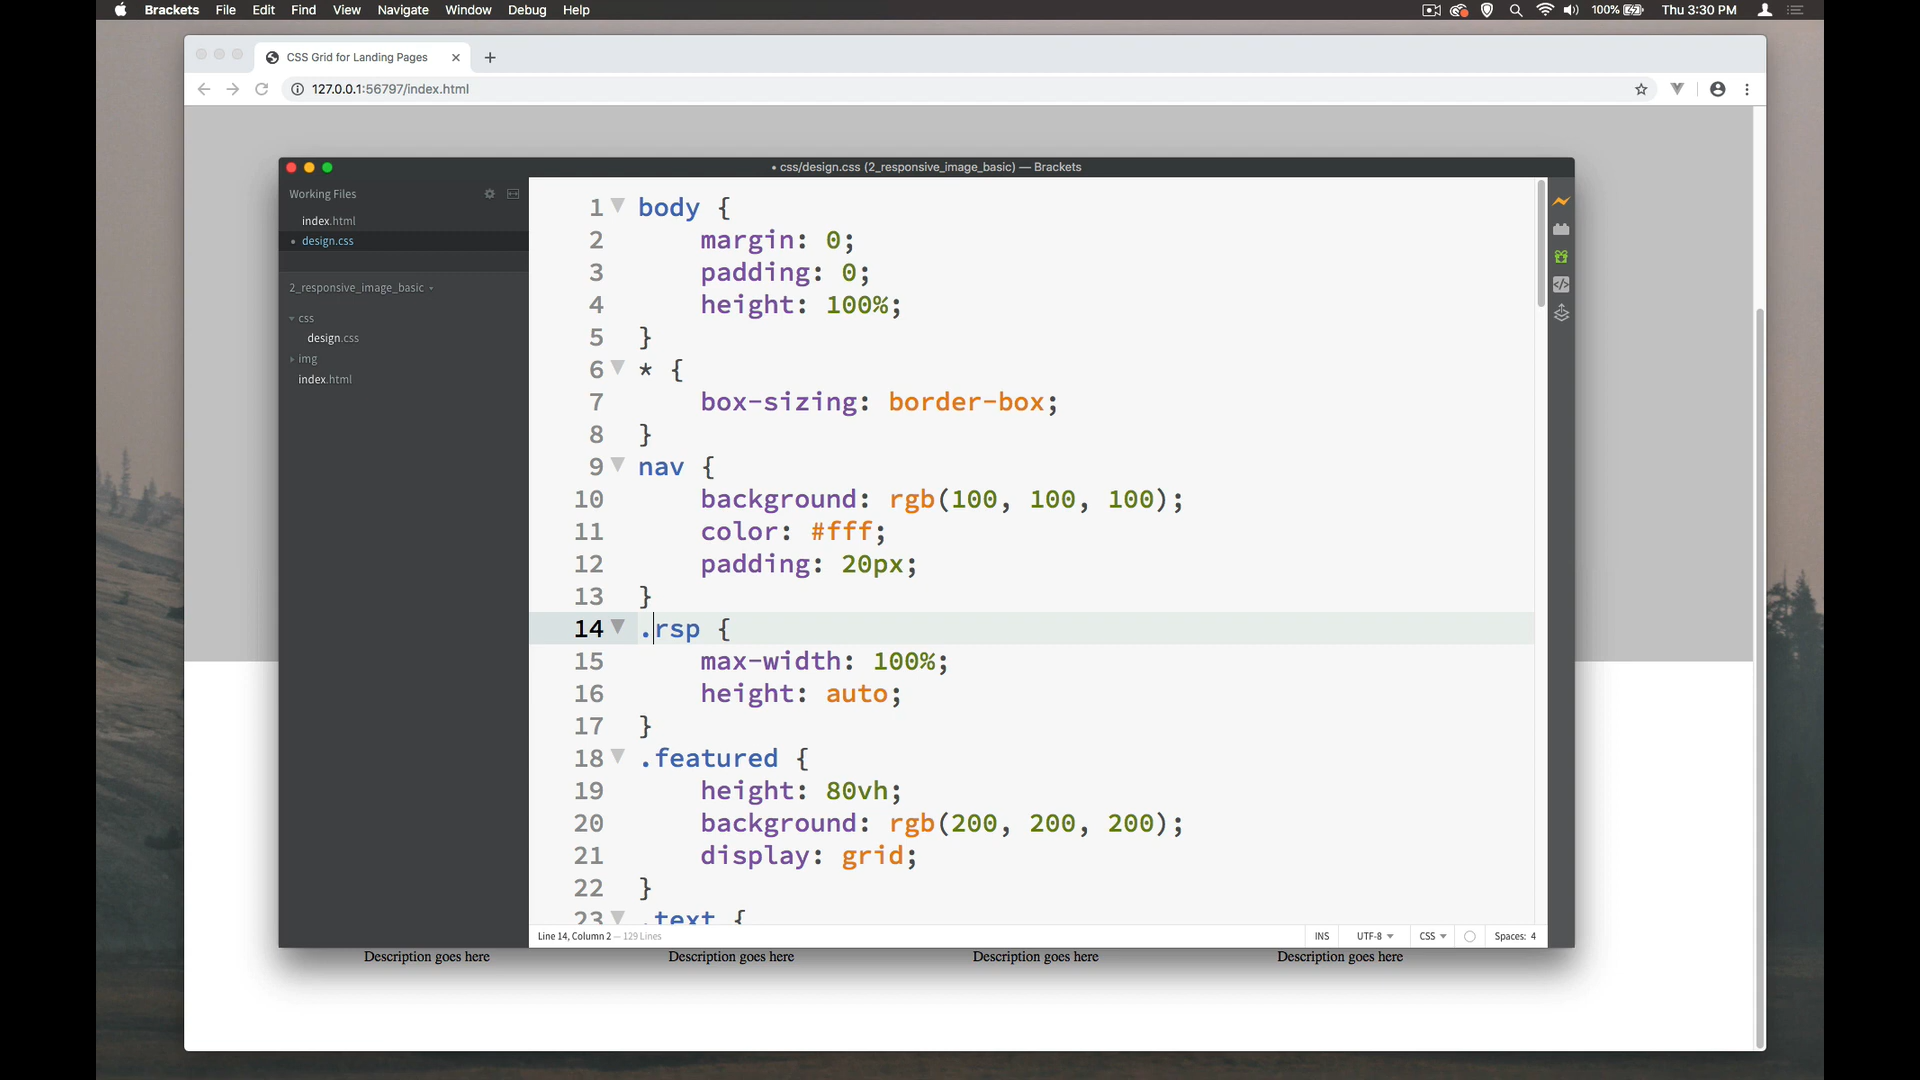 Brackets File Edit Find View Navigate Window Debug Help 100% Thu 3:30 PM
CSS Grid for Landing Pages
127.0.0.1:56797/index.html
• css/design.css (2_responsive_image_basic) — Brackets
Working Files
index.html
design.css
2_responsive_image_basic
css
design.css
img
index.html
1 body {
2 margin: 0;
3 padding: 0;
4 height: 100%;
5 }
6 * {
7 box-sizing: border-box;
8 }
9 nav {
10 background: rgb(100, 100, 100);
11 color: #fff;
12 padding: 20px;
13 }
14 .rsp {
15 max-width: 100%;
16 height: auto;
17 }
18 .featured {
19 height: 80vh;
20 background: rgb(200, 200, 200);
21 display: grid;
22 }
23 .text {
Line 14, Column 2 — 129 Lines INS UTF-8 CSS Spaces: 4
Description goes here Description goes here Description goes here Description goes here